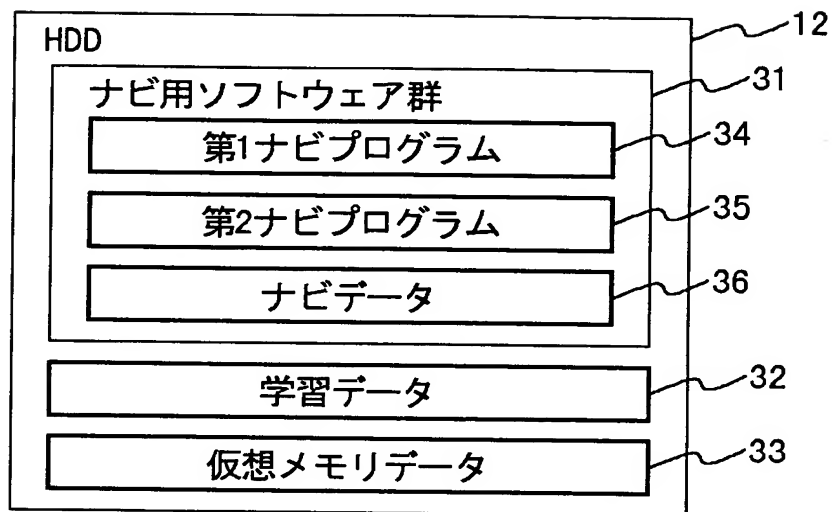 HDD
12
ナビ用ソフトウェア群
31
第1ナビプログラム
34
第2ナビプログラム
35
ナビデータ
36
学習データ
32
仮想メモリデータ
33